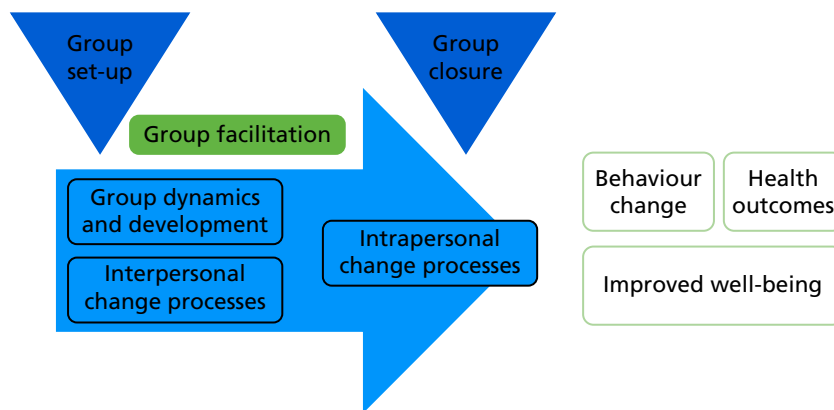 Group
set-up
Group
closure
Group facilitation
Group dynamics
and development
Interpersonal
change processes
Intrapersonal
change processes
Behaviour
change
Health
outcomes
Improved well-being